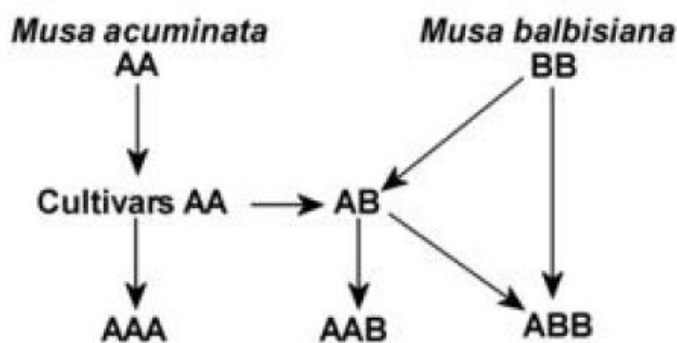 Musa acuminata Musa balbisiana
AA BB
Cultivars AA AB
AAA AAB ABB